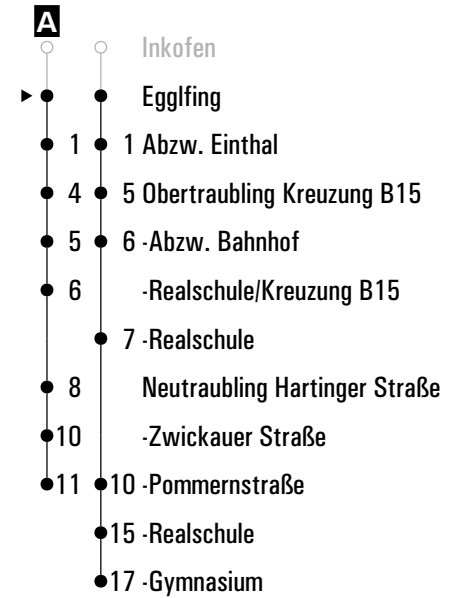 A
Inkofen
Egglfing
1 1 Abzw. Einthal
4 5 Obertraubling Kreuzung B15
5 6 -Abzw. Bahnhof
6 -Realschule/Kreuzung B15
7 -Realschule
8 Neutraubling Hartinger Straße
10 -Zwickauer Straße
11 10 -Pommernstraße
15 -Realschule
17 -Gymnasium